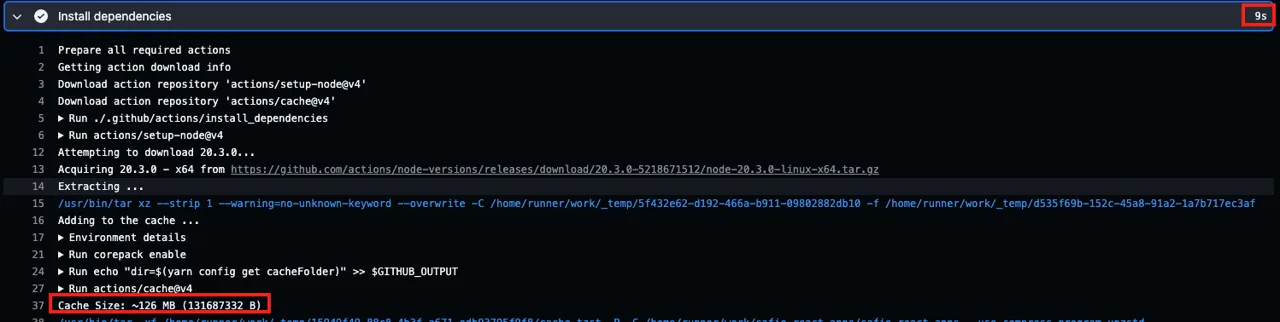 Install dependencies 9s
1 Prepare all required actions
2 Getting action download info
3 Download action repository 'actions/setup-node@v4'
4 Download action repository 'actions/cache@v4'
5 ▶ Run ./.github/actions/install_dependencies
6 ▶ Run actions/setup-node@v4
12 Attempting to download 20.3.0...
13 Acquiring 20.3.0 - x64 from https://github.com/actions/node-versions/releases/download/20.3.0-5218671512/node-20.3.0-linux-x64.tar.gz
14 Extracting ...
15 /usr/bin/tar xz --strip 1 --warning=no-unknown-keyword --overwrite -C /home/runner/work/_temp/5f432e62-d192-466a-b911-09802882db10 -f /home/runner/work/_temp/d535f69b-152c-45a8-91a2-1a7b717ec3af
16 Adding to the cache ...
17 ▶ Environment details
21 ▶ Run corepack enable
24 ▶ Run echo "dir=$(yarn config get cacheFolder)" >> $GITHUB_OUTPUT
27 ▶ Run actions/cache@v4
37 Cache Size: ~126 MB (131687332 B)
38 /usr/bin/tar -xf